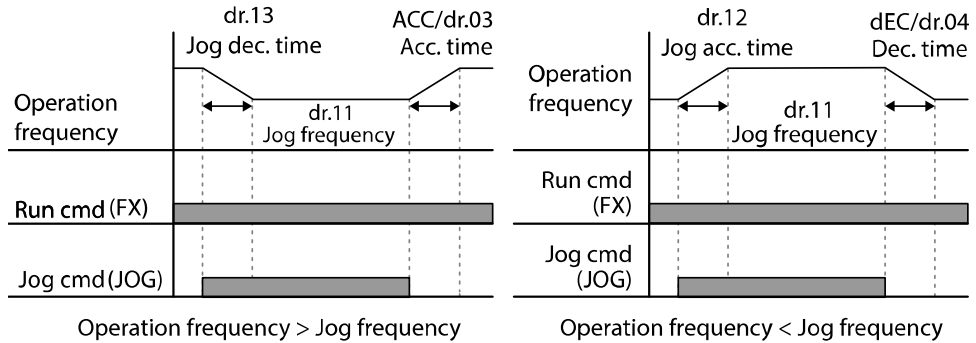 dr.13
Jog dec. time
ACC/dr.03
Acc. time
Operation
frequency
dr.11
Jog frequency
Run cmd (FX)
Jog cmd (JOG)
Operation frequency > Jog frequency
dr.12
Jog acc. time
dEC/dr.04
Dec. time
Operation
frequency
dr.11
Jog frequency
Run cmd
(FX)
Jog cmd
(JOG)
Operation frequency < Jog frequency